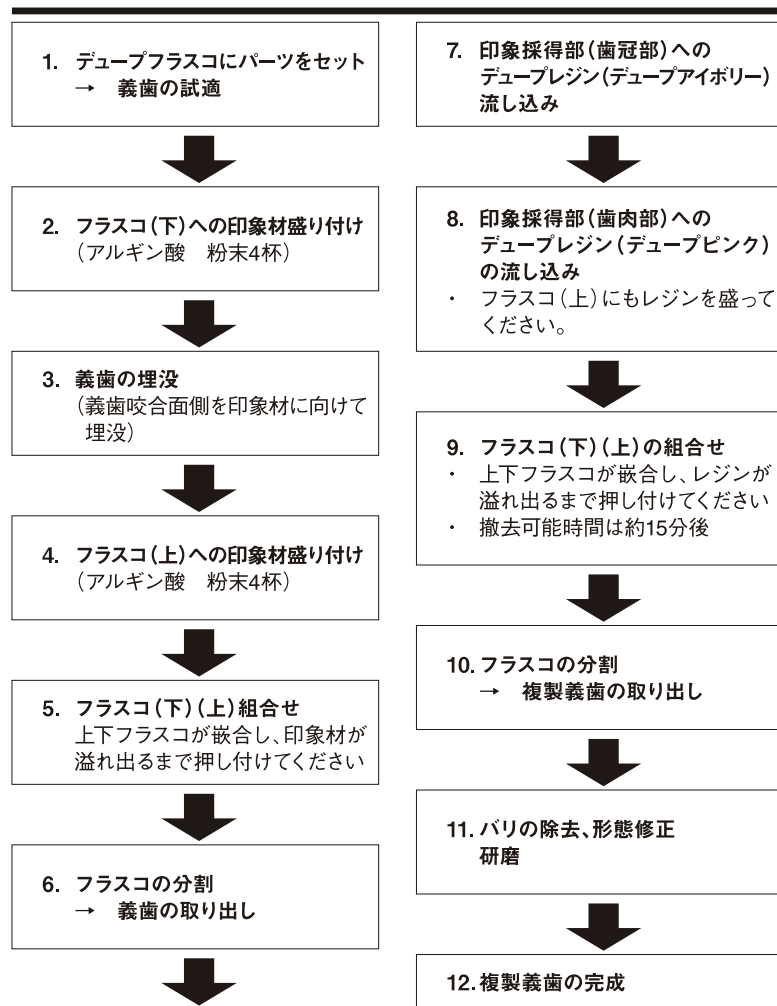 1. デュープフラスコにパーツをセット
→ 義歯の試適
2. フラスコ(下)への印象材盛り付け
(アルギン酸 粉末4杯)
3. 義歯の埋没
(義歯咬合面側を印象材に向けて
埋没)
4. フラスコ(上)への印象材盛り付け
(アルギン酸 粉末4杯)
5. フラスコ(下)(上)組合せ
上下フラスコが嵌合し、印象材が
溢れ出るまで押し付けてください
6. フラスコの分割
→ 義歯の取り出し
7. 印象採得部(歯冠部)への
デュープレジン(デュープアイボリー)
流し込み
8. 印象採得部(歯肉部)への
デュープレジン(デュープピンク)
の流し込み
・ フラスコ(上)にもレジンを盛って
ください。
9. フラスコ(下)(上)の組合せ
・ 上下フラスコが嵌合し、レジンが
溢れ出るまで押し付けてください
・ 撤去可能時間は約15分後
10. フラスコの分割
→ 複製義歯の取り出し
11. バリの除去、形態修正
研磨
12. 複製義歯の完成